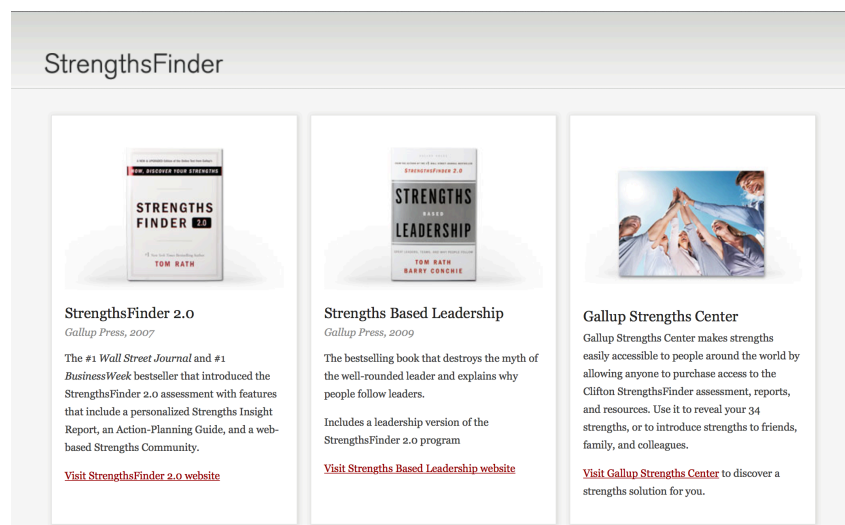 StrengthsFinder
NOW, DISCOVER YOUR STRENGTHS
STRENGTHS
FINDER 2.0
TOM RATH
StrengthsFinder 2.0
Gallup Press, 2007
The #1 Wall Street Journal and #1
BusinessWeek bestseller that introduced the
StrengthsFinder 2.0 assessment with features
that include a personalized Strengths Insight
Report, an Action-Planning Guide, and a web-
based Strengths Community.
Visit StrengthsFinder 2.0 website
STRENGTHSFINDER 2.0
STRENGTHS
BASED
LEADERSHIP
TOM RATH
BARRY CONCHIE
Strengths Based Leadership
Gallup Press, 2009
The bestselling book that destroys the myth of
the well-rounded leader and explains why
people follow leaders.
Includes a leadership version of the
StrengthsFinder 2.0 program
Visit Strengths Based Leadership website
Gallup Strengths Center
Gallup Strengths Center makes strengths
easily accessible to people around the world by
allowing anyone to purchase access to the
Clifton StrengthsFinder assessment, reports,
and resources. Use it to reveal your 34
strengths, or to introduce strengths to friends,
family, and colleagues.
Visit Gallup Strengths Center to discover a
strengths solution for you.